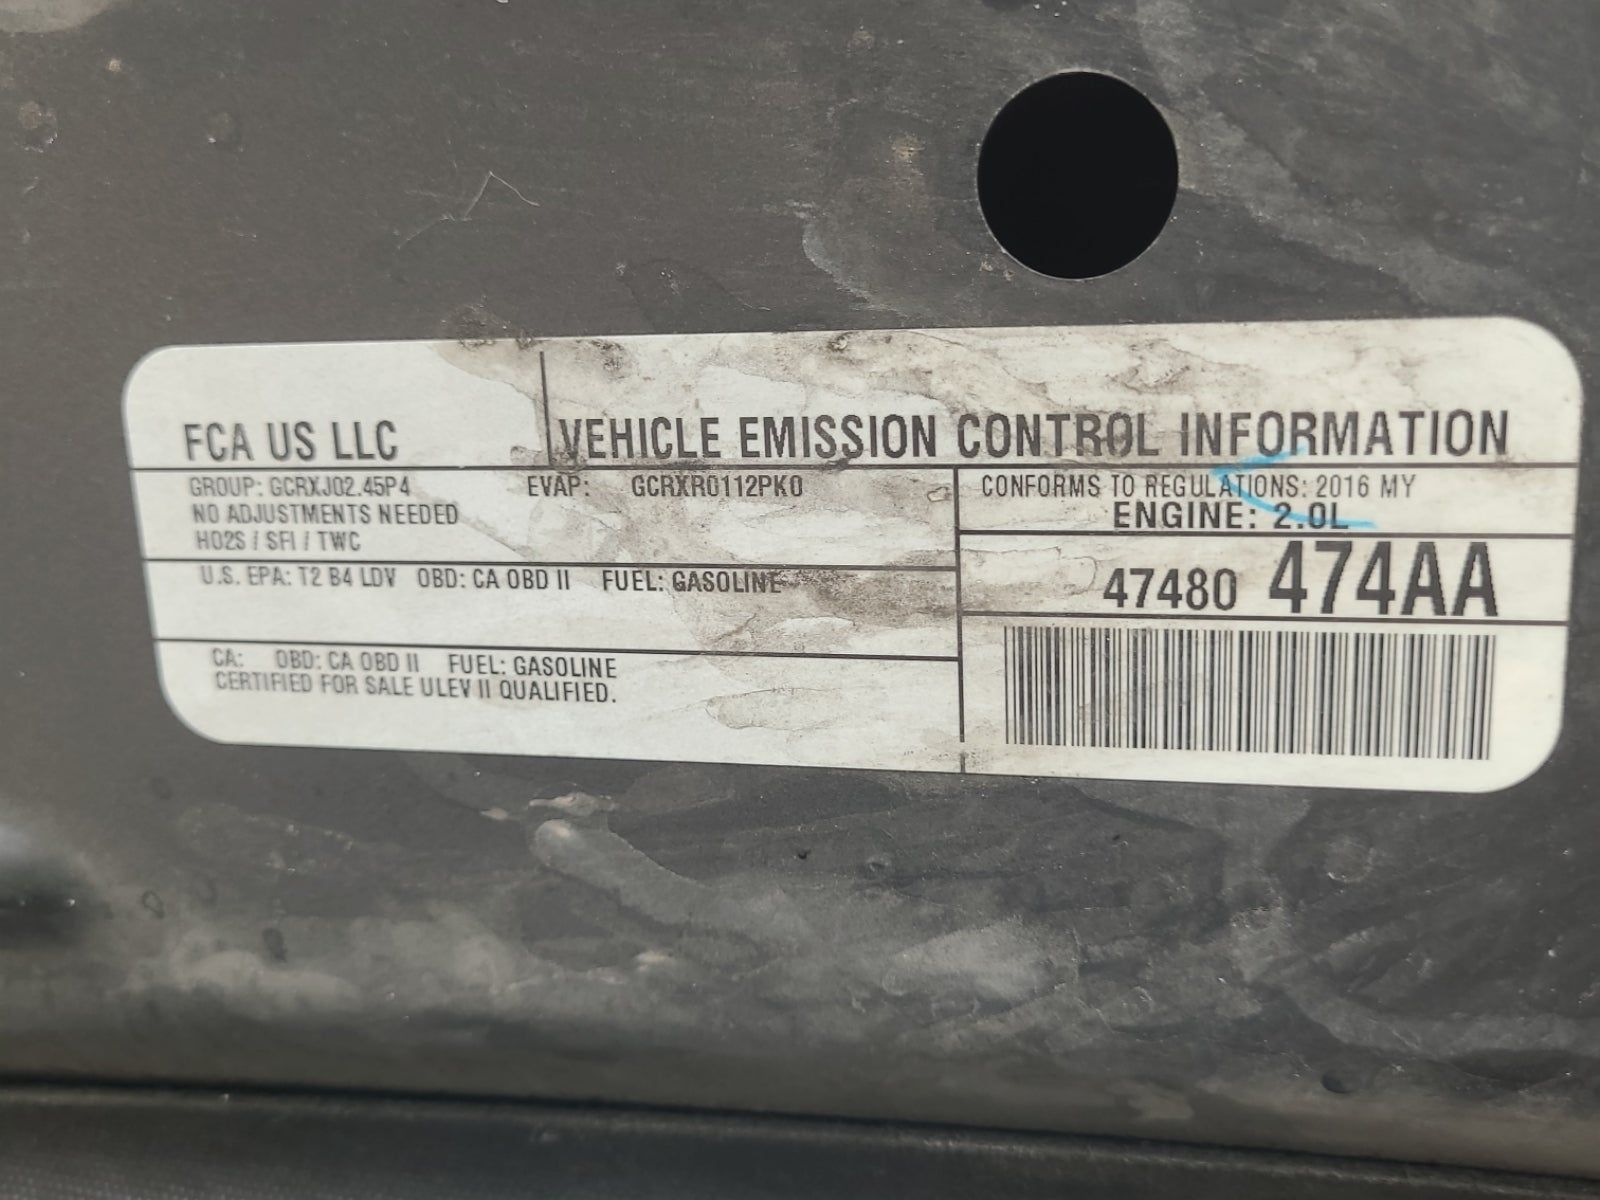 FCA US LLC VEHICLE EMISSION CONTROL INFORMATION
GROUP: GCRXJ02.45P4 EVAP: GCRXR0112PK0
NO ADJUSTMENTS NEEDED
HO2S / SFI / TWC
U.S. EPA: T2 B4 LDV OBD: CA OBD II FUEL: GASOLINE
CA: OBD: CA OBD II FUEL: GASOLINE
CERTIFIED FOR SALE ULEV II QUALIFIED.
CONFORMS TO REGULATIONS: 2016 MY
ENGINE: 2.0L
47480 474AA